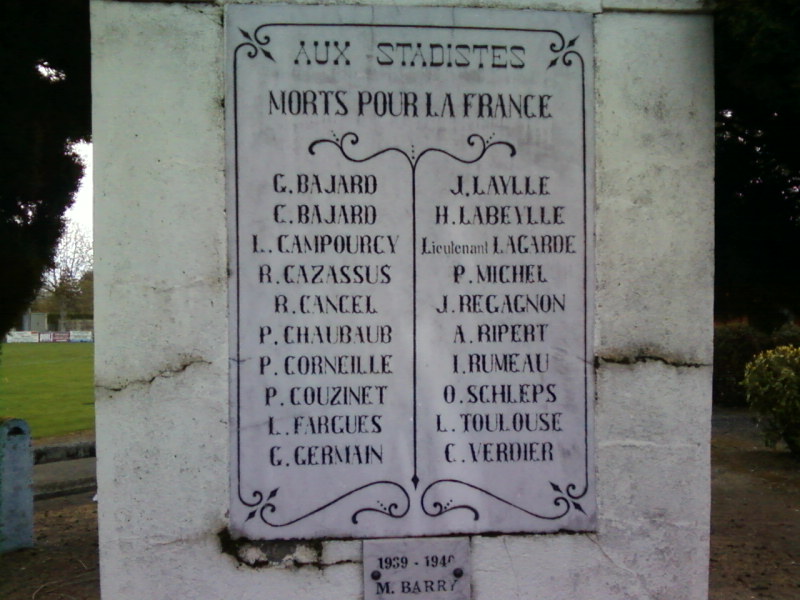 AUX STADISTES
MORTS POUR LA FRANCE
G. BAJARD
C. BAJARD
L. CAMPOURCY
R. CAZASSUS
R. CANCEL
P. CHAUBAUB
P. CORNEILLE
P. COUZINET
L. FARGUES
G. GERMAIN
J. LAYLLE
H. LABEYLLE
Lieutenant LAGARDE
P. MICHEL
J. REGAGNON
A. RIPERT
I. RUMEAU
O. SCHLEPS
L. TOULOUSE
C. VERDIER
1939 - 1940
M. BARRY